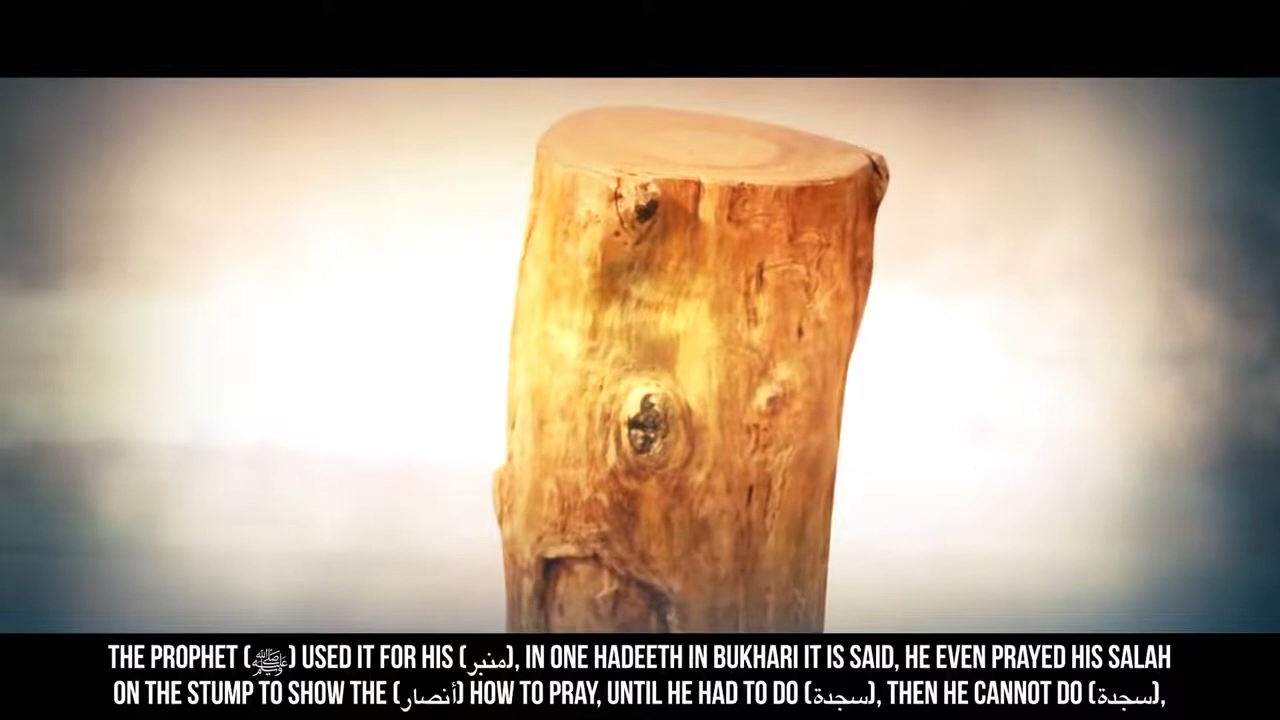 THE PROPHET (ﷺ) USED IT FOR HIS (منبر), IN ONE HADEETH IN BUKHARI IT IS SAID, HE EVEN PRAYED HIS SALAH
ON THE STUMP TO SHOW THE (أنصار) HOW TO PRAY, UNTIL HE HAD TO DO (سجدة), THEN HE CANNOT DO (سجدة),